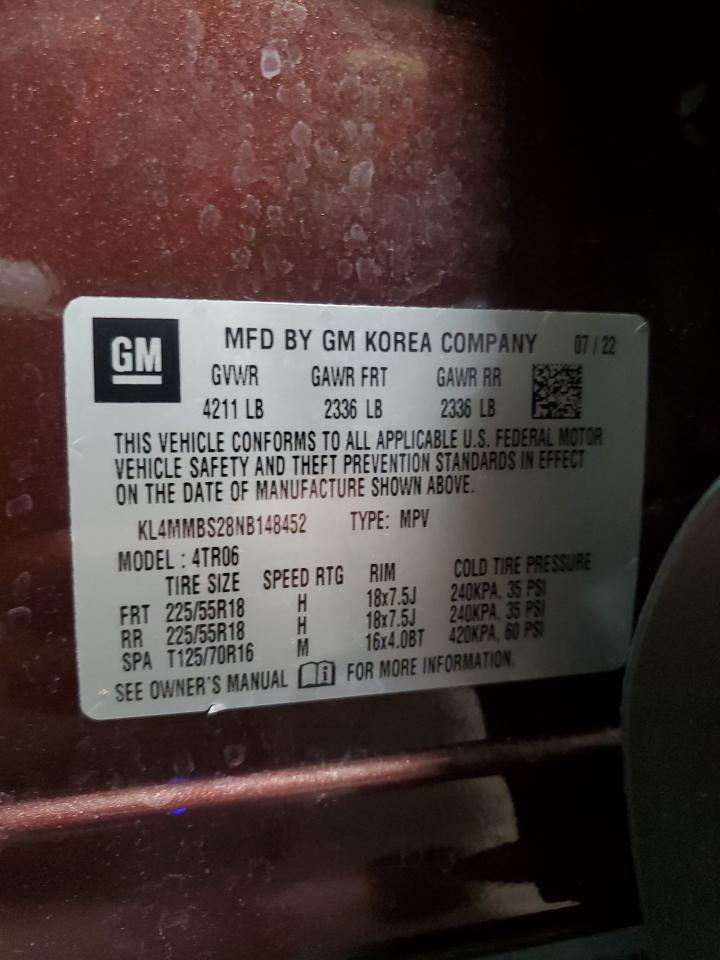 GM MFD BY GM KOREA COMPANY 07/22
GVWR GAWR FRT GAWR RR
4211 LB 2336 LB 2336 LB
THIS VEHICLE CONFORMS TO ALL APPLICABLE U.S. FEDERAL MOTOR
VEHICLE SAFETY AND THEFT PREVENTION STANDARDS IN EFFECT
ON THE DATE OF MANUFACTURE SHOWN ABOVE.
KL4MMBS28NB148452 TYPE: MPV
MODEL : 4TR06
TIRE SIZE SPEED RTG RIM COLD TIRE PRESSURE
FRT 225/55R18 H 18x7.5J 240KPA, 35 PSI
RR 225/55R18 H 18x7.5J 240KPA, 35 PSI
SPA T125/70R16 M 16x4.0BT 420KPA, 60 PSI
SEE OWNER'S MANUAL i FOR MORE INFORMATION.